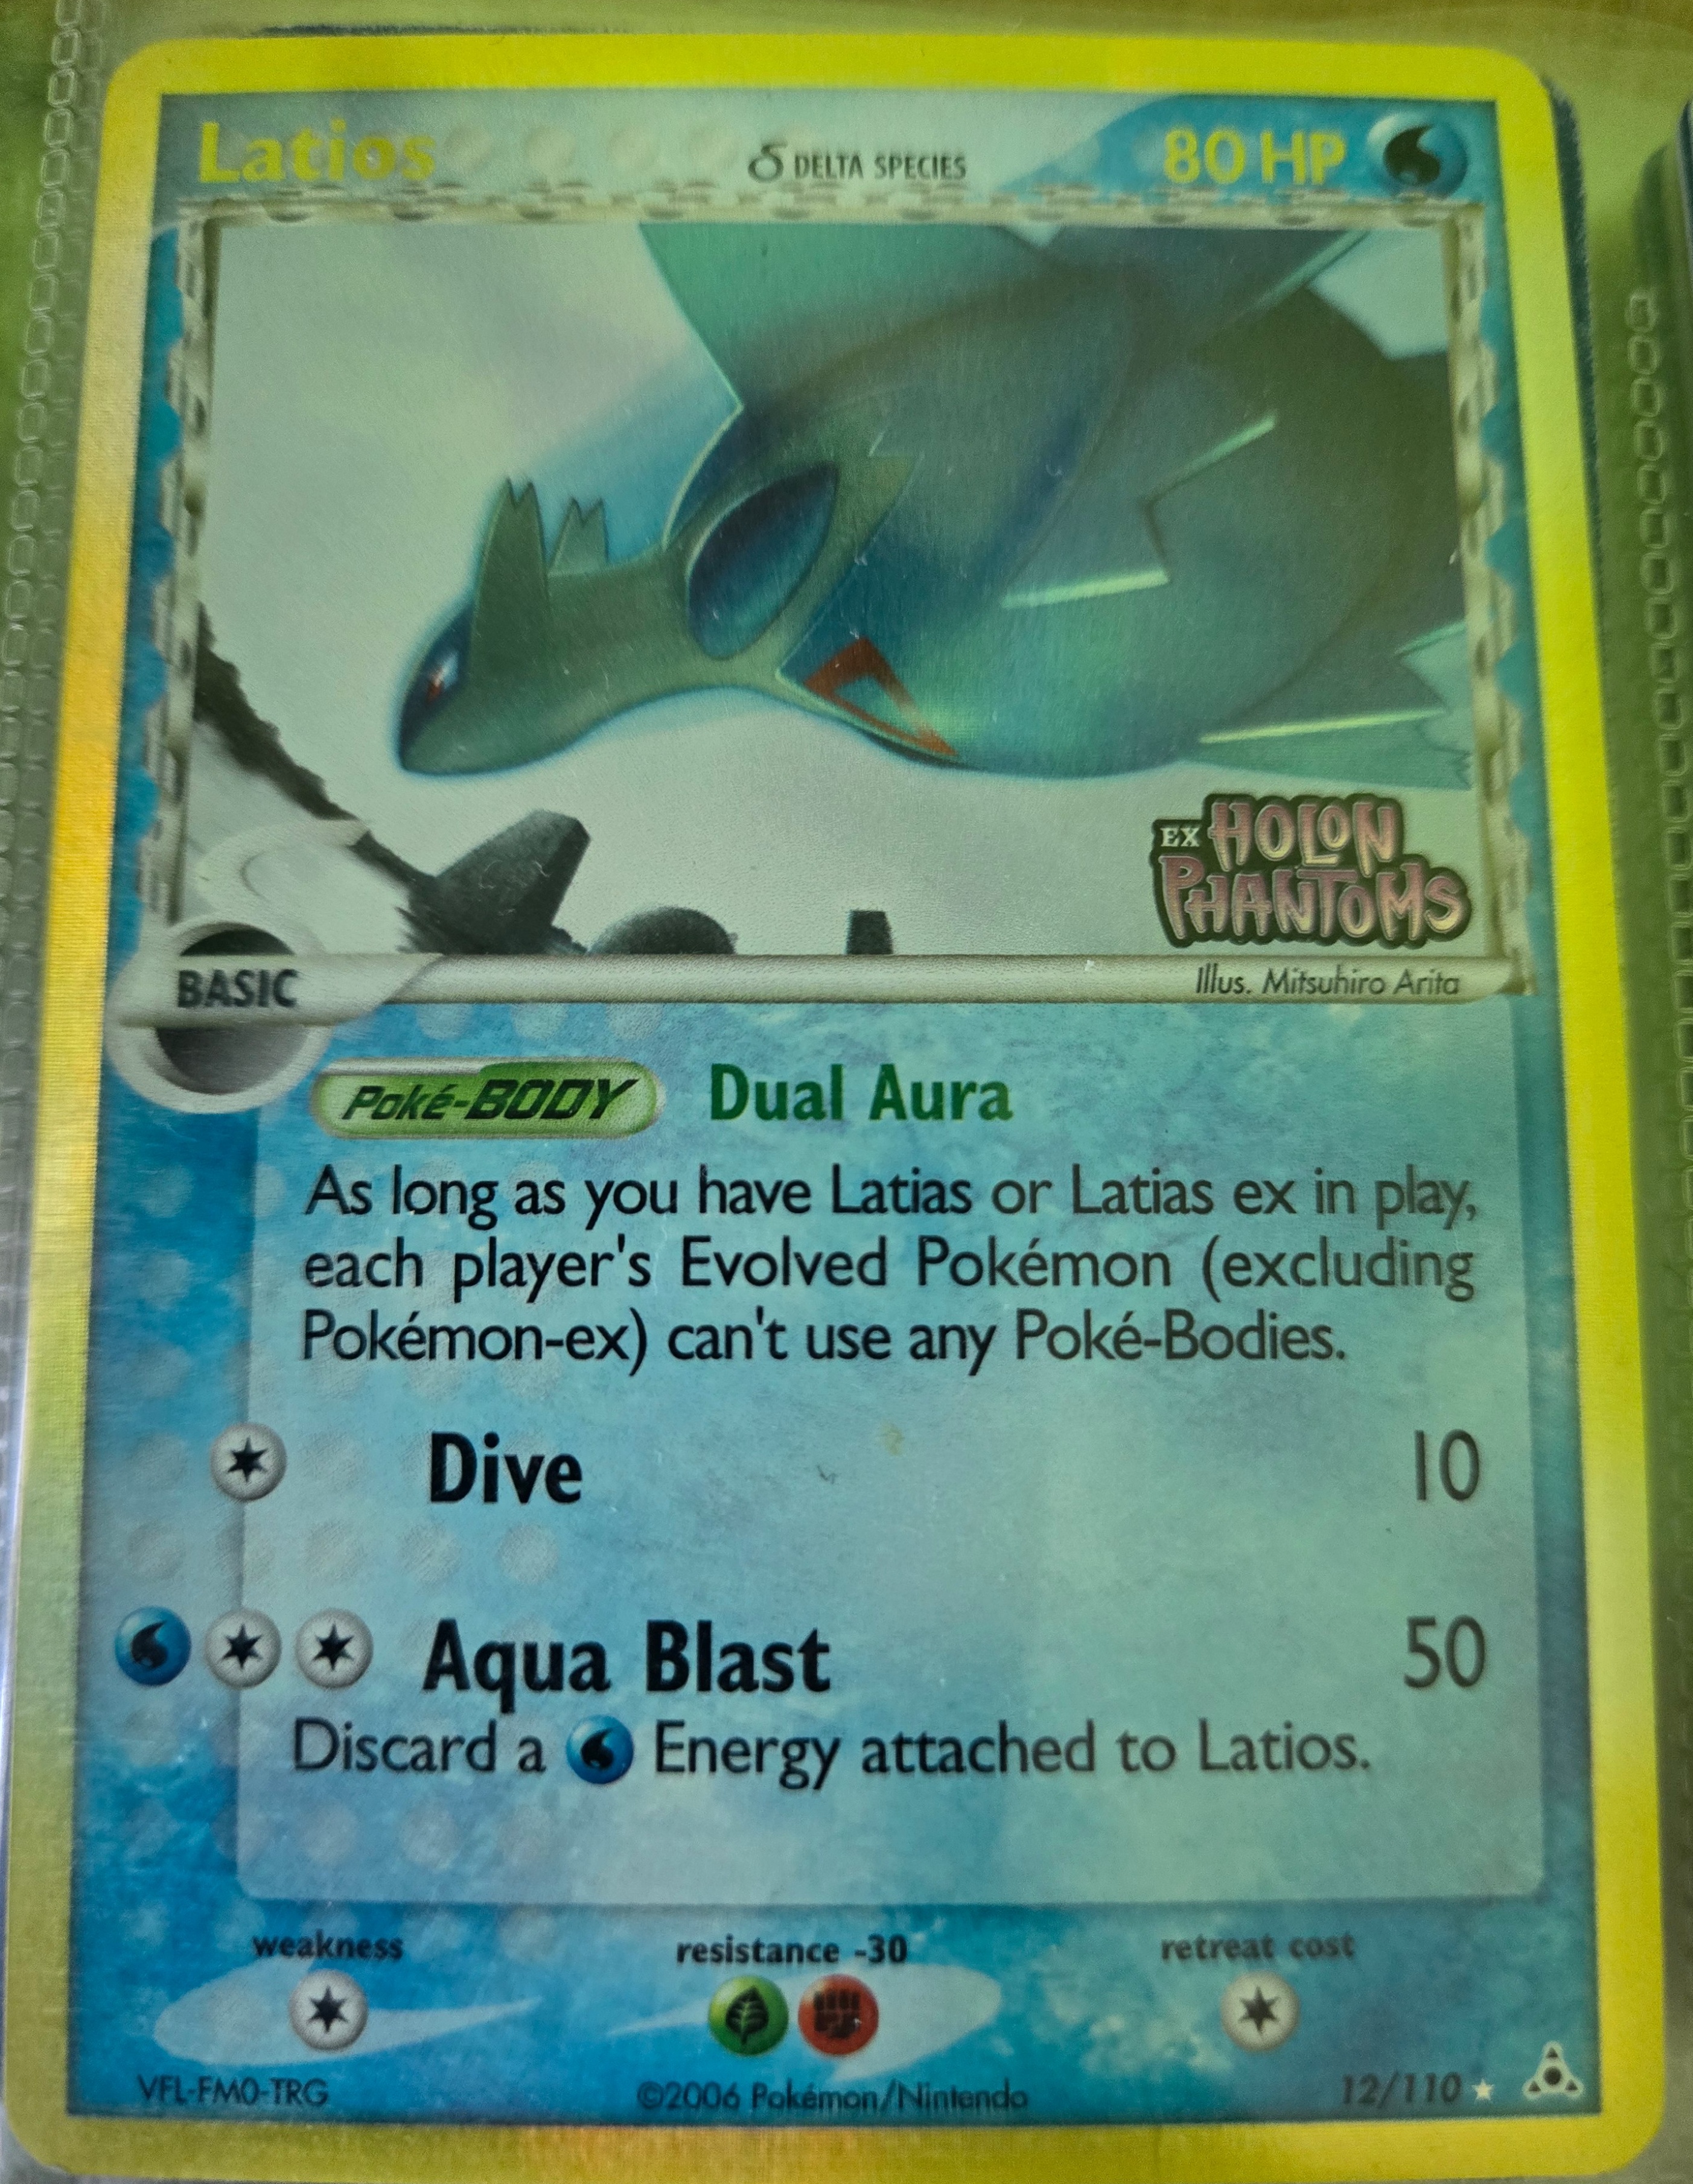 Latios δ DELTA SPECIES 80 HP
EX HOLON
PHANTOMS
BASIC
Illus. Mitsuhiro Arita
Poké-BODY Dual Aura
As long as you have Latias or Latias ex in play,
each player's Evolved Pokémon (excluding
Pokémon-ex) can't use any Poké-Bodies.
Dive 10
Aqua Blast 50
Discard a Energy attached to Latios.
weakness resistance -30 retreat cost
VFL-FM0-TRG ©2006 Pokémon/Nintendo 12/110 ★